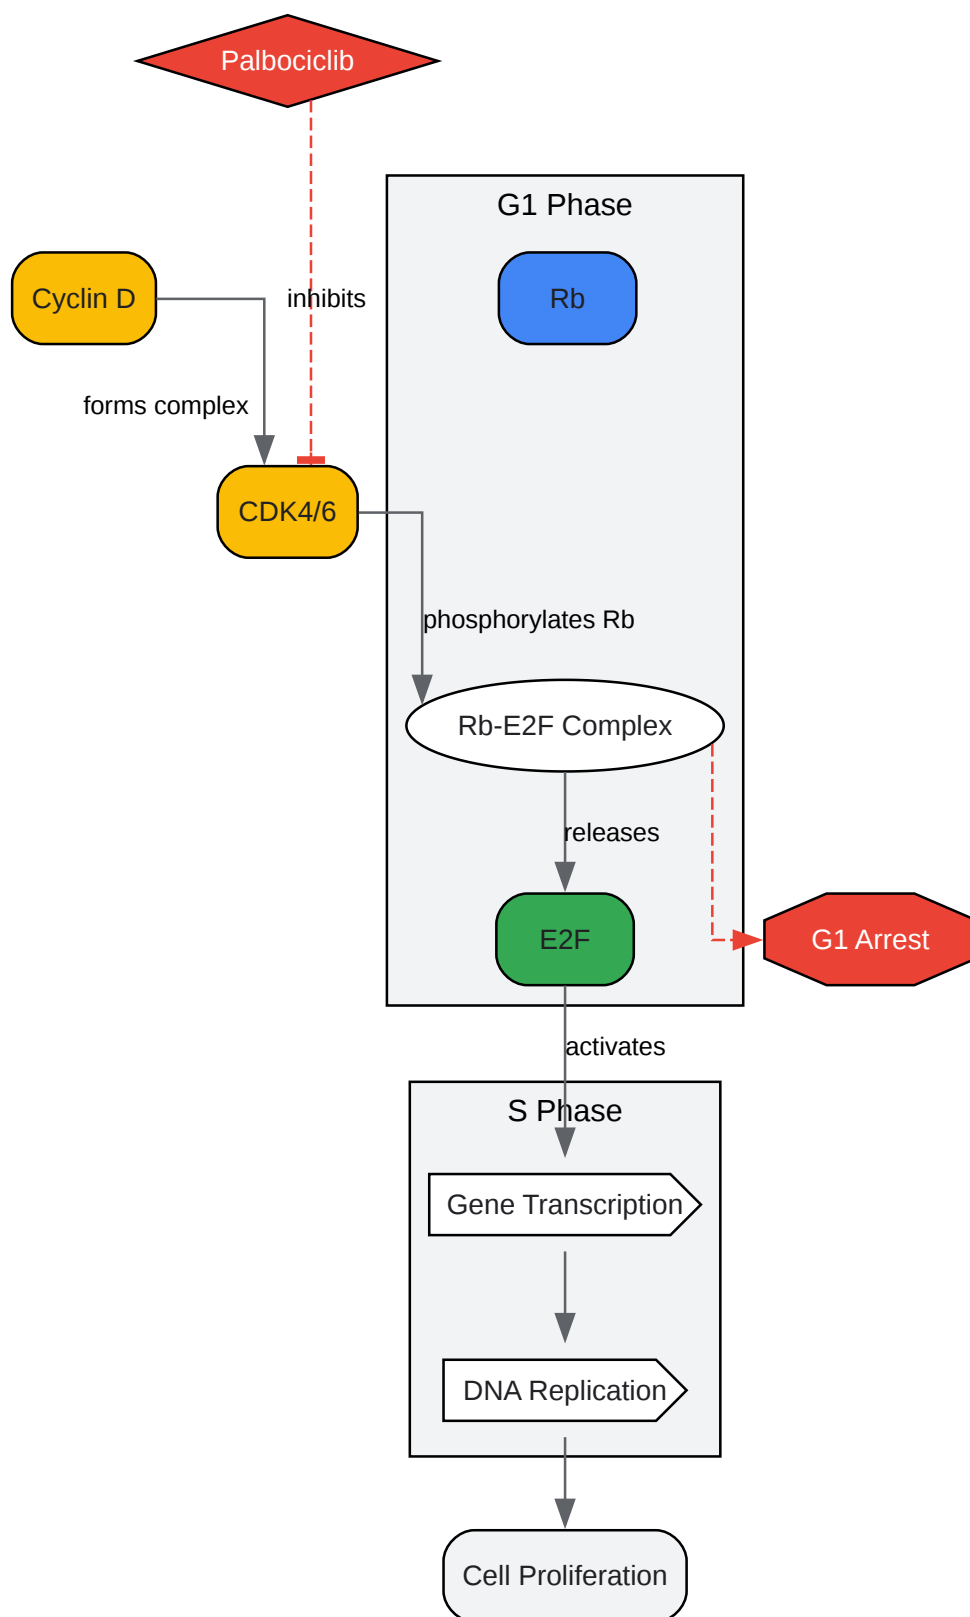 Palbociclib
G1 Phase
Cyclin D
inhibits
Rb
forms complex
CDK4/6
phosphorylates Rb
Rb-E2F Complex
releases
E2F
G1 Arrest
activates
S Phase
Gene Transcription
DNA Replication
Cell Proliferation